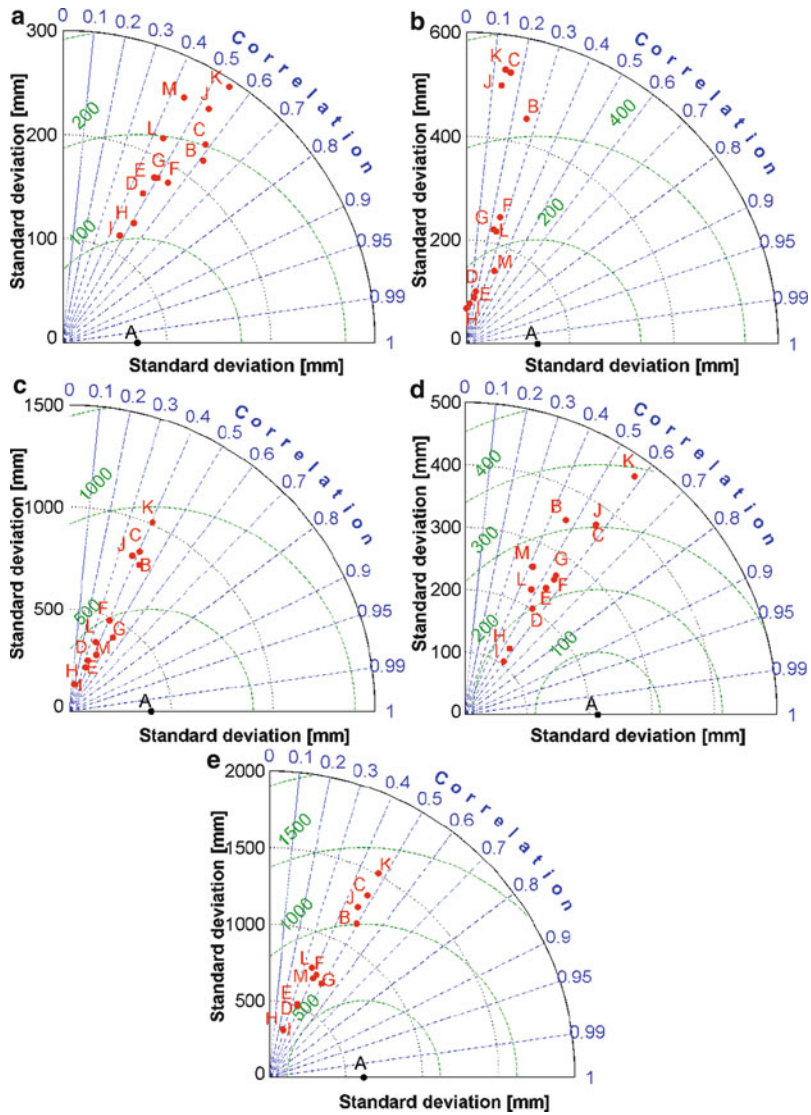 a
300
200
100
0
Standard deviation [mm]
Standard deviation [mm]
Correlation
0 0.1 0.2 0.3 0.4 0.5 0.6 0.7 0.8 0.9 0.95 0.99 1
200
100
M K J L C B G F E D H I A
b
600
400
200
0
Standard deviation [mm]
Standard deviation [mm]
Correlation
0 0.1 0.2 0.3 0.4 0.5 0.6 0.7 0.8 0.9 0.95 0.99 1
400
200
K C J B F G L M D E H A
c
1500
1000
500
0
Standard deviation [mm]
Standard deviation [mm]
Correlation
0 0.1 0.2 0.3 0.4 0.5 0.6 0.7 0.8 0.9 0.95 0.99 1
1000
500
K C J B F L G D M E H I A
d
500
400
300
200
100
0
Standard deviation [mm]
Standard deviation [mm]
Correlation
0 0.1 0.2 0.3 0.4 0.5 0.6 0.7 0.8 0.9 0.95 0.99 1
400
300
200
100
K B J C M G L F E D H I A
e
2000
1500
1000
500
0
Standard deviation [mm]
Standard deviation [mm]
Correlation
0 0.1 0.2 0.3 0.4 0.5 0.6 0.7 0.8 0.9 0.95 0.99 1
1500
1000
500
K C J B L F M G E D H I A